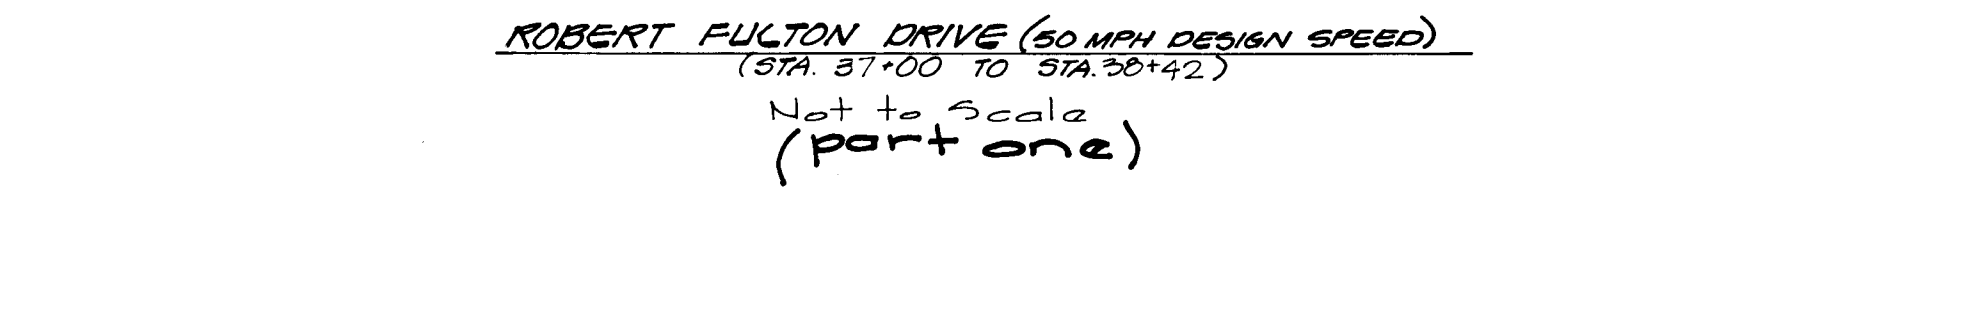 ROBERT FULTON DRIVE (50 MPH DESIGN SPEED)
(STA. 37+00 TO STA. 38+42)
Not to Scale
(part one)